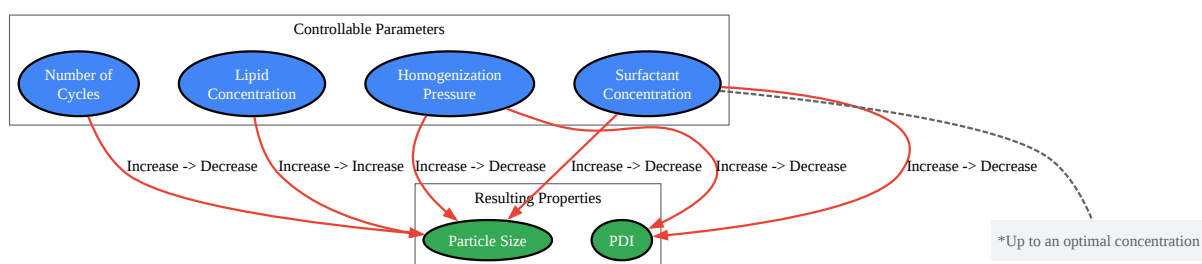 Controllable Parameters
Number of
Cycles
Lipid
Concentration
Homogenization
Pressure
Surfactant
Concentration
Increase -> Decrease
Increase -> Increase
Increase -> Decrease
Increase -> Decrease
Increase -> Decrease
Increase -> Decrease
Resulting Properties
Particle Size
PDI
*Up to an optimal concentration